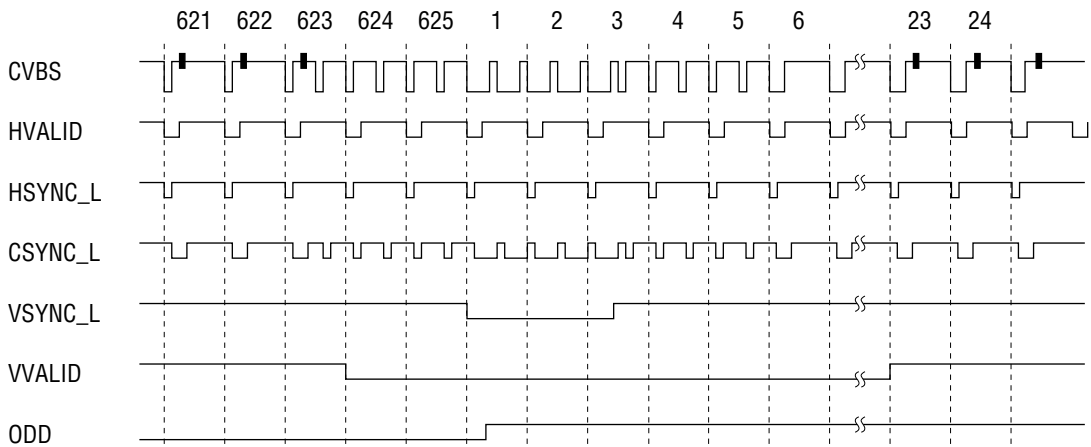 621 622 623 624 625 1 2 3 4 5 6 23 24
CVBS
HVALID
HSYNC_L
CSYNC_L
VSYNC_L
VVALID
ODD